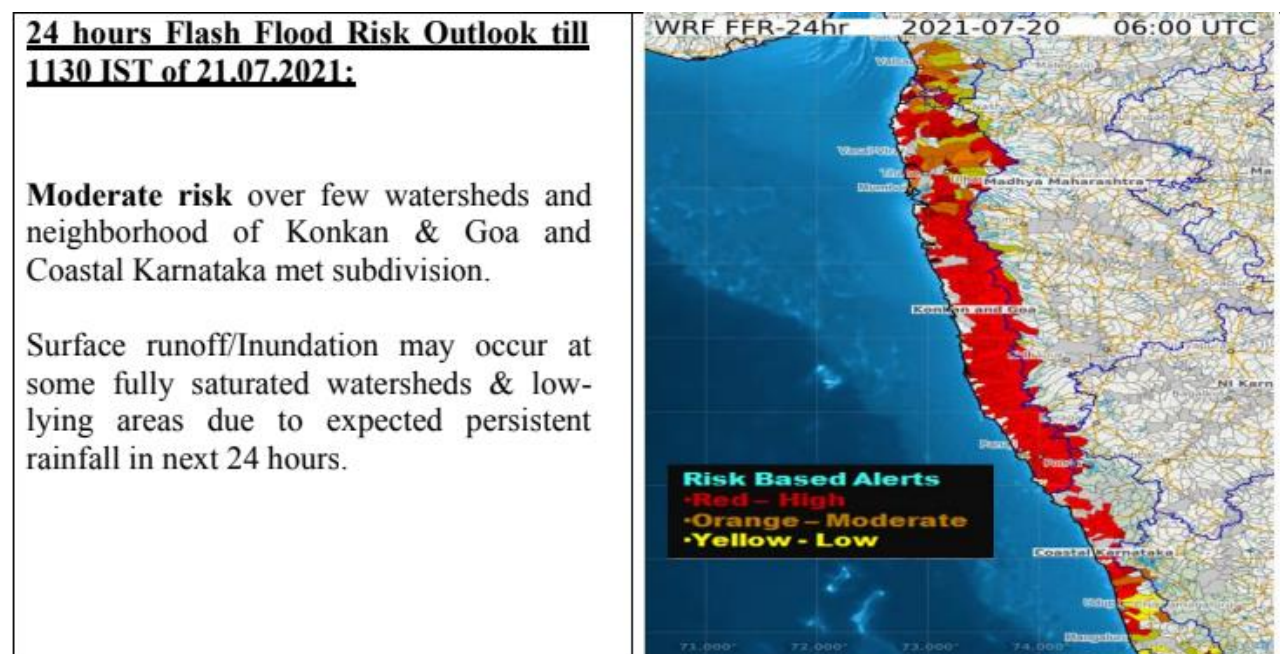 24 hours Flash Flood Risk Outlook till
1130 IST of 21.07.2021:
Moderate risk over few watersheds and
neighborhood of Konkan & Goa and
Coastal Karnataka met subdivision.
Surface runoff/Inundation may occur at
some fully saturated watersheds & low-
lying areas due to expected persistent
rainfall in next 24 hours.
WRF FFR-24hr 2021-07-20 06:00 UTC
Madhya Maharashtra
Mumbai
Konkan and Goa
NI Karn
Risk Based Alerts
•Red – High
•Orange – Moderate
•Yellow - Low
Coastal Karnataka
71.000° 72.000° 73.000° 74.000°